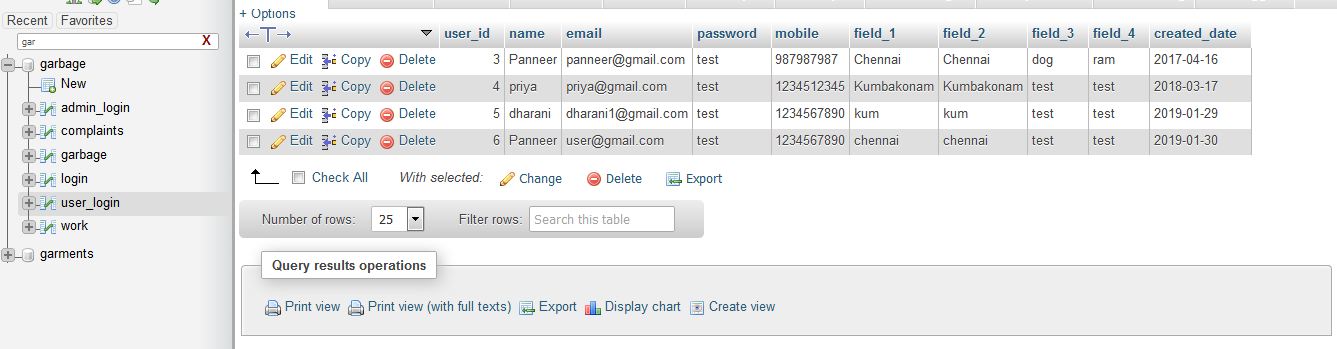 + Options
Recent Favorites
gar X
garbage
New
admin_login
complaints
garbage
login
user_login
work
garments
←T→ user_id name email password mobile field_1 field_2 field_3 field_4 created_date
Edit Copy Delete 3 Panneer panneer@gmail.com test 987987987 Chennai Chennai dog ram 2017-04-16
Edit Copy Delete 4 priya priya@gmail.com test 1234512345 Kumbakonam Kumbakonam test test 2018-03-17
Edit Copy Delete 5 dharani dharani1@gmail.com test 1234567890 kum kum test test 2019-01-29
Edit Copy Delete 6 Panneer user@gmail.com test 1234567890 chennai chennai test test 2019-01-30
Check All With selected: Change Delete Export
Number of rows: 25 Filter rows: Search this table
Query results operations
Print view Print view (with full texts) Export Display chart Create view